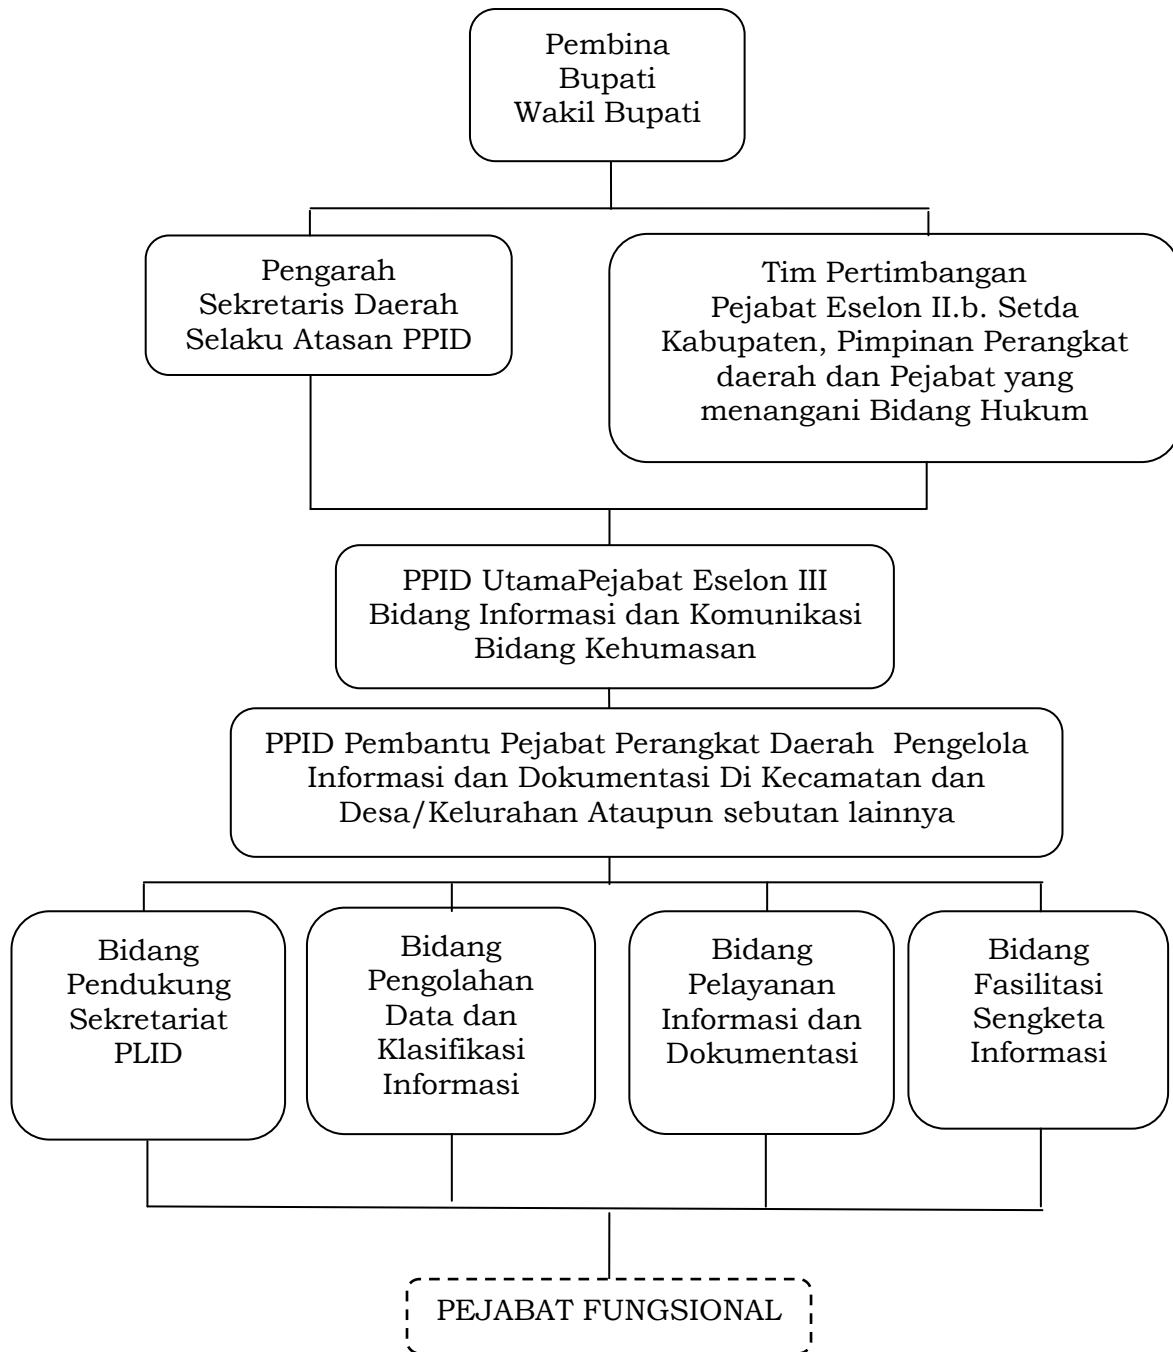 Pembina
Bupati
Wakil Bupati
Pengarah
Sekretaris Daerah
Selaku Atasan PPID
Tim Pertimbangan
Pejabat Eselon II.b. Setda
Kabupaten, Pimpinan Perangkat
daerah dan Pejabat yang
menangani Bidang Hukum
PPID UtamaPejabat Eselon III
Bidang Informasi dan Komunikasi
Bidang Kehumasan
PPID Pembantu Pejabat Perangkat Daerah  Pengelola
Informasi dan Dokumentasi Di Kecamatan dan
Desa/Kelurahan Ataupun sebutan lainnya
Bidang
Pendukung
Sekretariat
PLID
Bidang
Pengolahan
Data dan
Klasifikasi
Informasi
Bidang
Pelayanan
Informasi dan
Dokumentasi
Bidang
Fasilitasi
Sengketa
Informasi
PEJABAT FUNGSIONAL